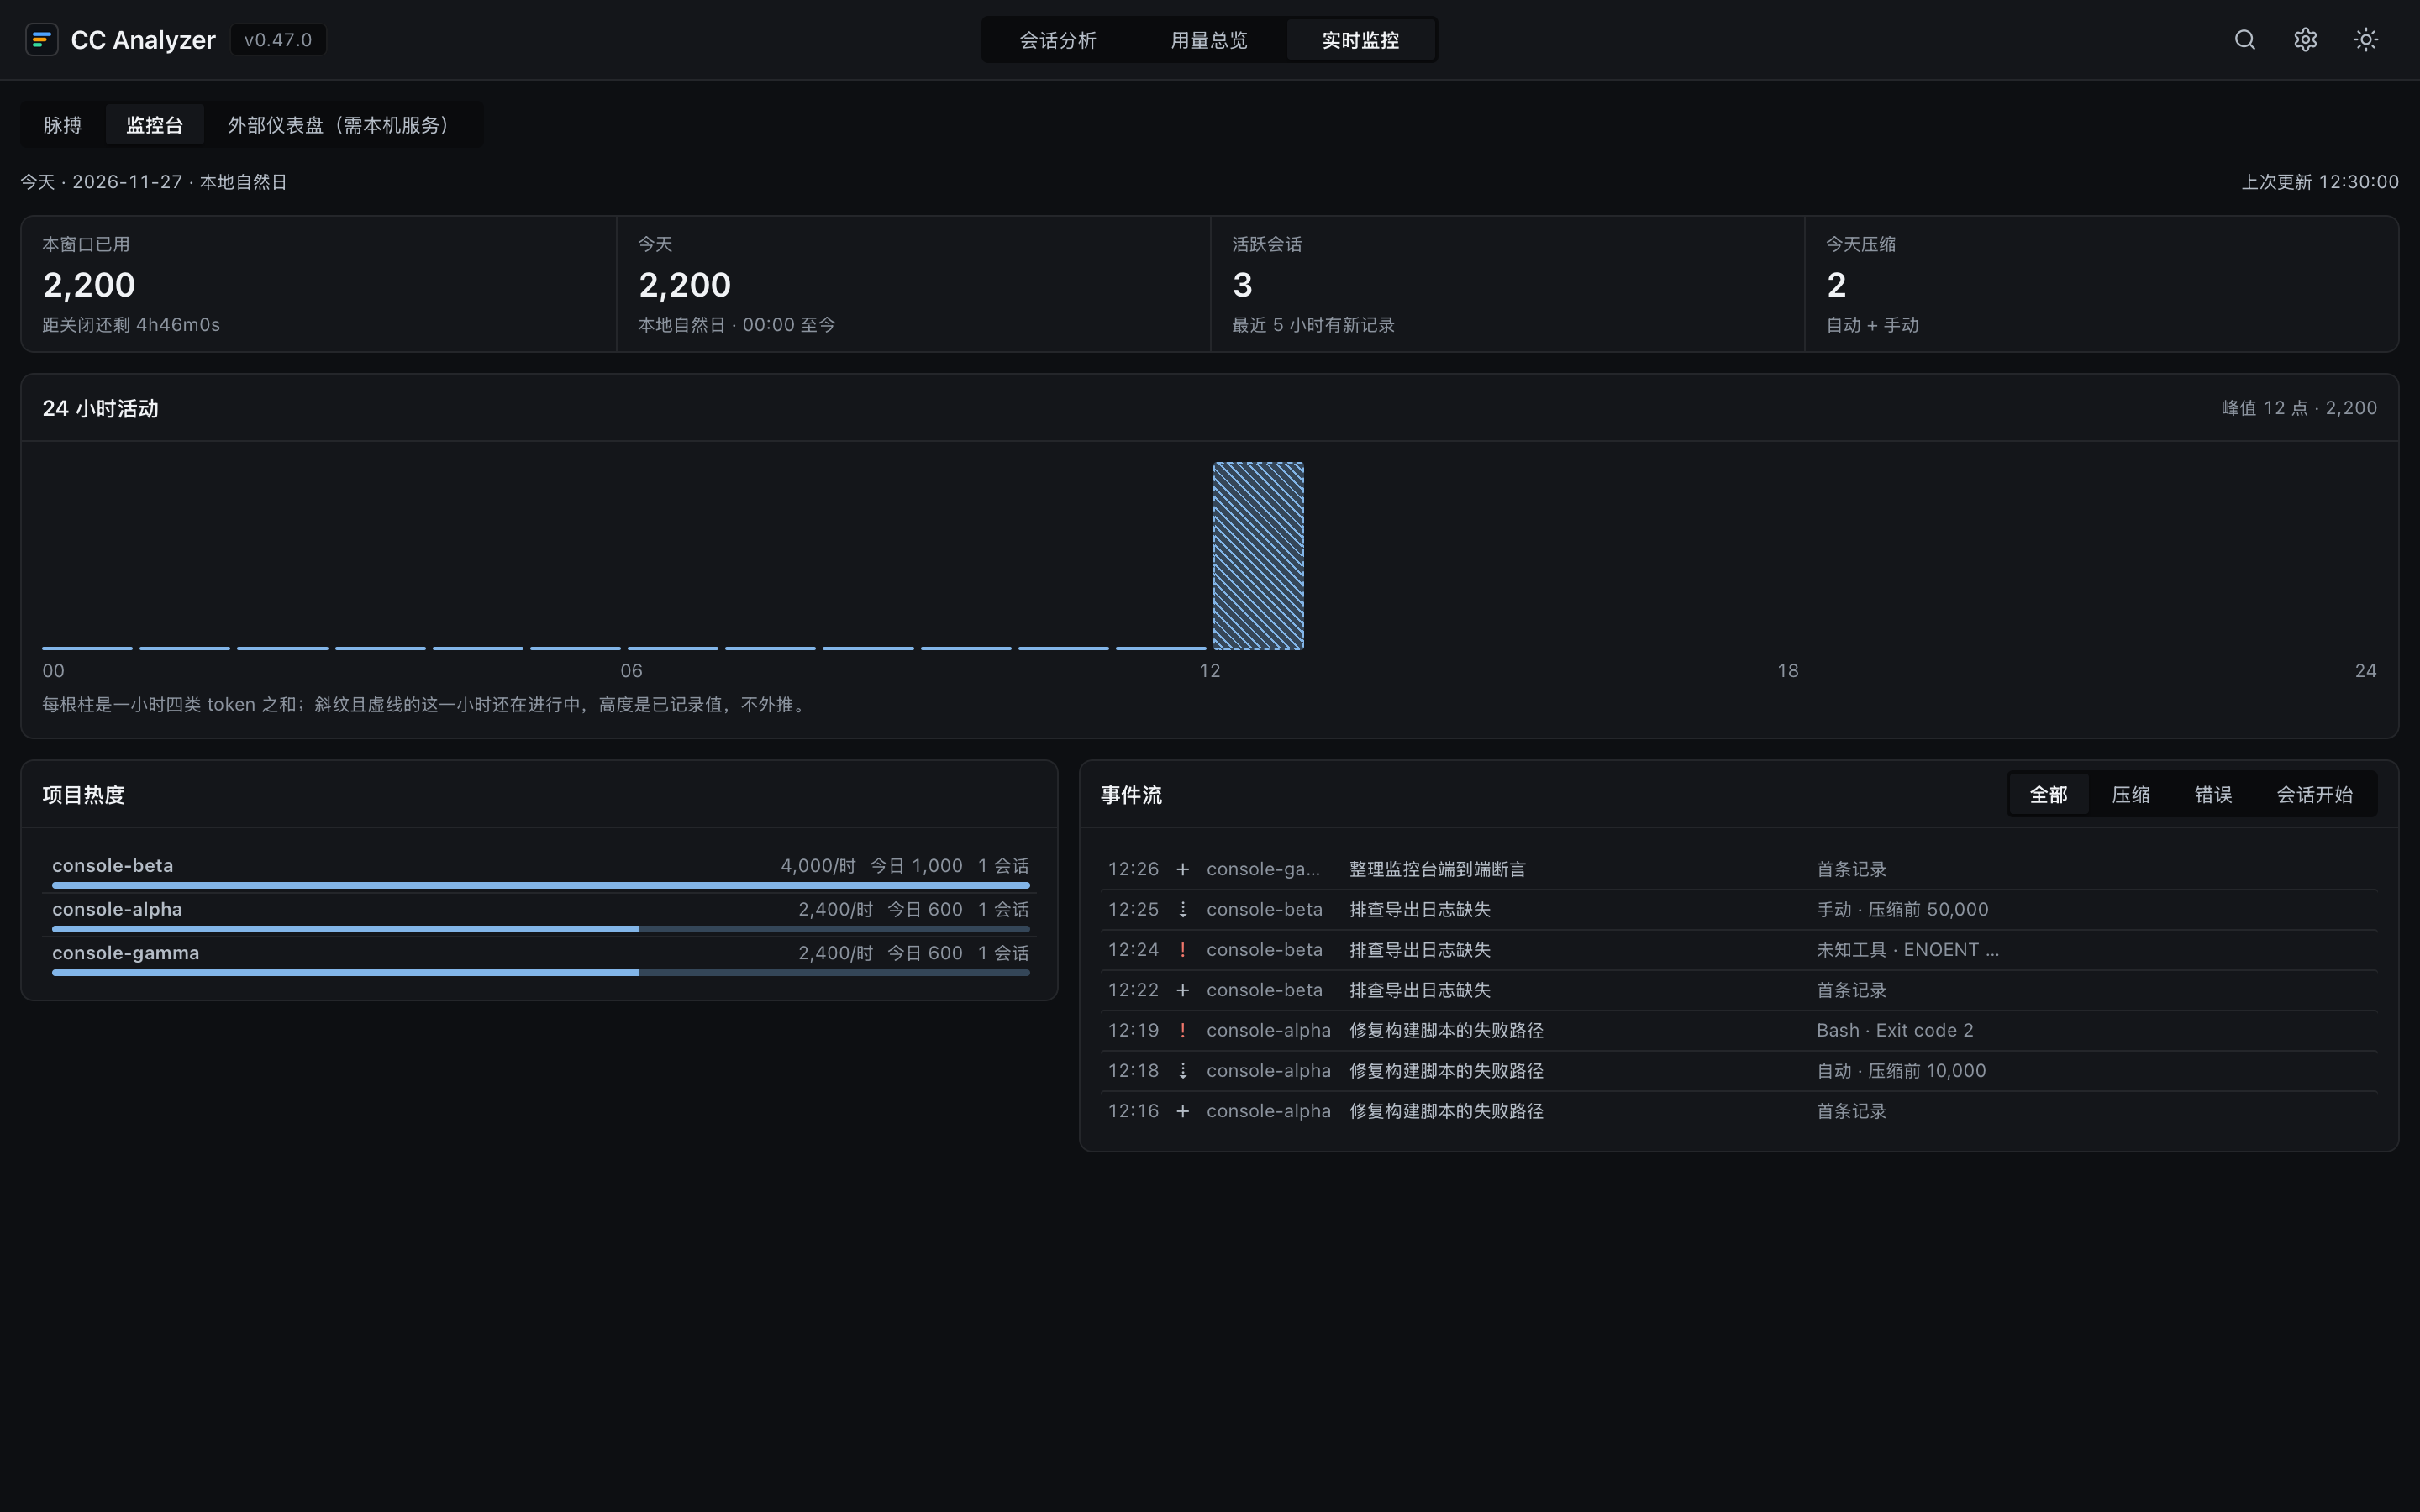 CC Analyzer v0.47.0 会话分析 用量总览 实时监控
脉搏 监控台 外部仪表盘（需本机服务）
今天 · 2026-11-27 · 本地自然日 上次更新 12:30:00
本窗口已用
2,200
距关闭还剩 4h46m0s
今天
2,200
本地自然日 · 00:00 至今
活跃会话
3
最近 5 小时有新记录
今天压缩
2
自动 + 手动
24 小时活动 峰值 12 点 · 2,200
00 06 12 18 24
每根柱是一小时四类 token 之和；斜纹且虚线的这一小时还在进行中，高度是已记录值，不外推。
项目热度
console-beta 4,000/时 今日 1,000 1 会话
console-alpha 2,400/时 今日 600 1 会话
console-gamma 2,400/时 今日 600 1 会话
事件流 全部 压缩 错误 会话开始
12:26 + console-ga... 整理监控台端到端断言 首条记录
12:25 console-beta 排查导出日志缺失 手动 · 压缩前 50,000
12:24 ! console-beta 排查导出日志缺失 未知工具 · ENOENT ...
12:22 + console-beta 排查导出日志缺失 首条记录
12:19 ! console-alpha 修复构建脚本的失败路径 Bash · Exit code 2
12:18 console-alpha 修复构建脚本的失败路径 自动 · 压缩前 10,000
12:16 + console-alpha 修复构建脚本的失败路径 首条记录